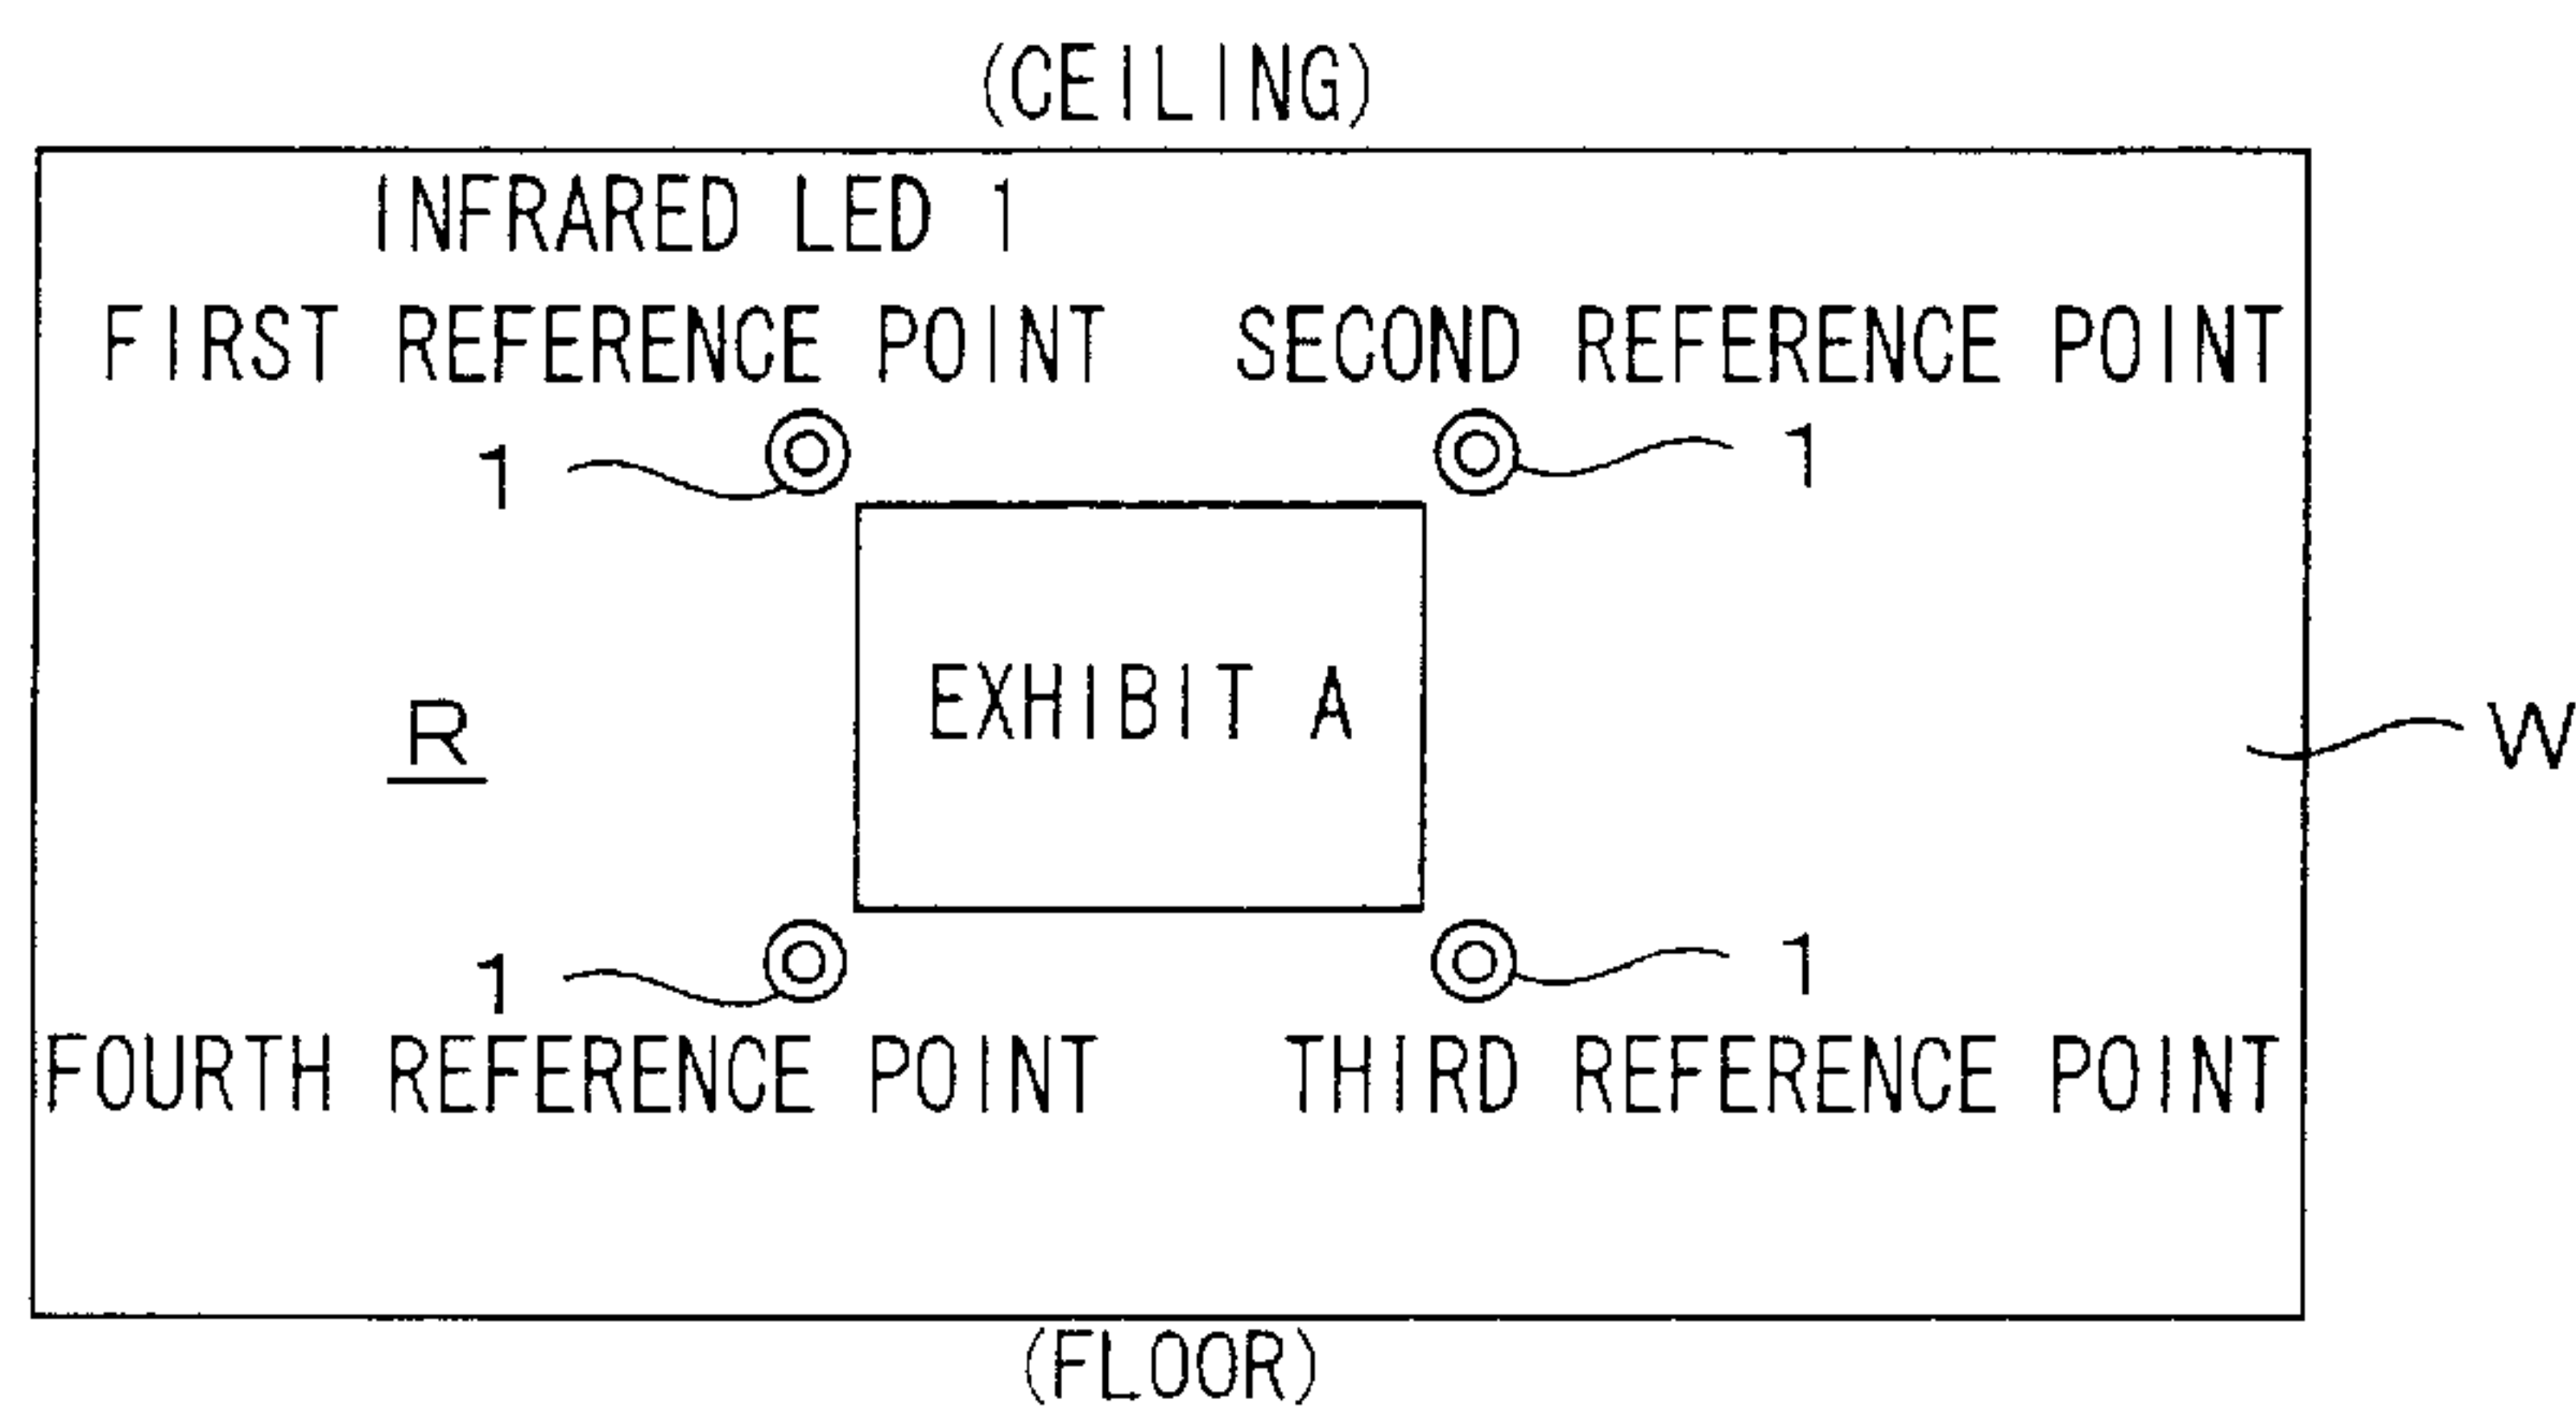 (CEILING)
INFRARED LED 1
FIRST REFERENCE POINT SECOND REFERENCE POINT
1 1
EXHIBIT A
R W
1 1
FOURTH REFERENCE POINT THIRD REFERENCE POINT
(FLOOR)